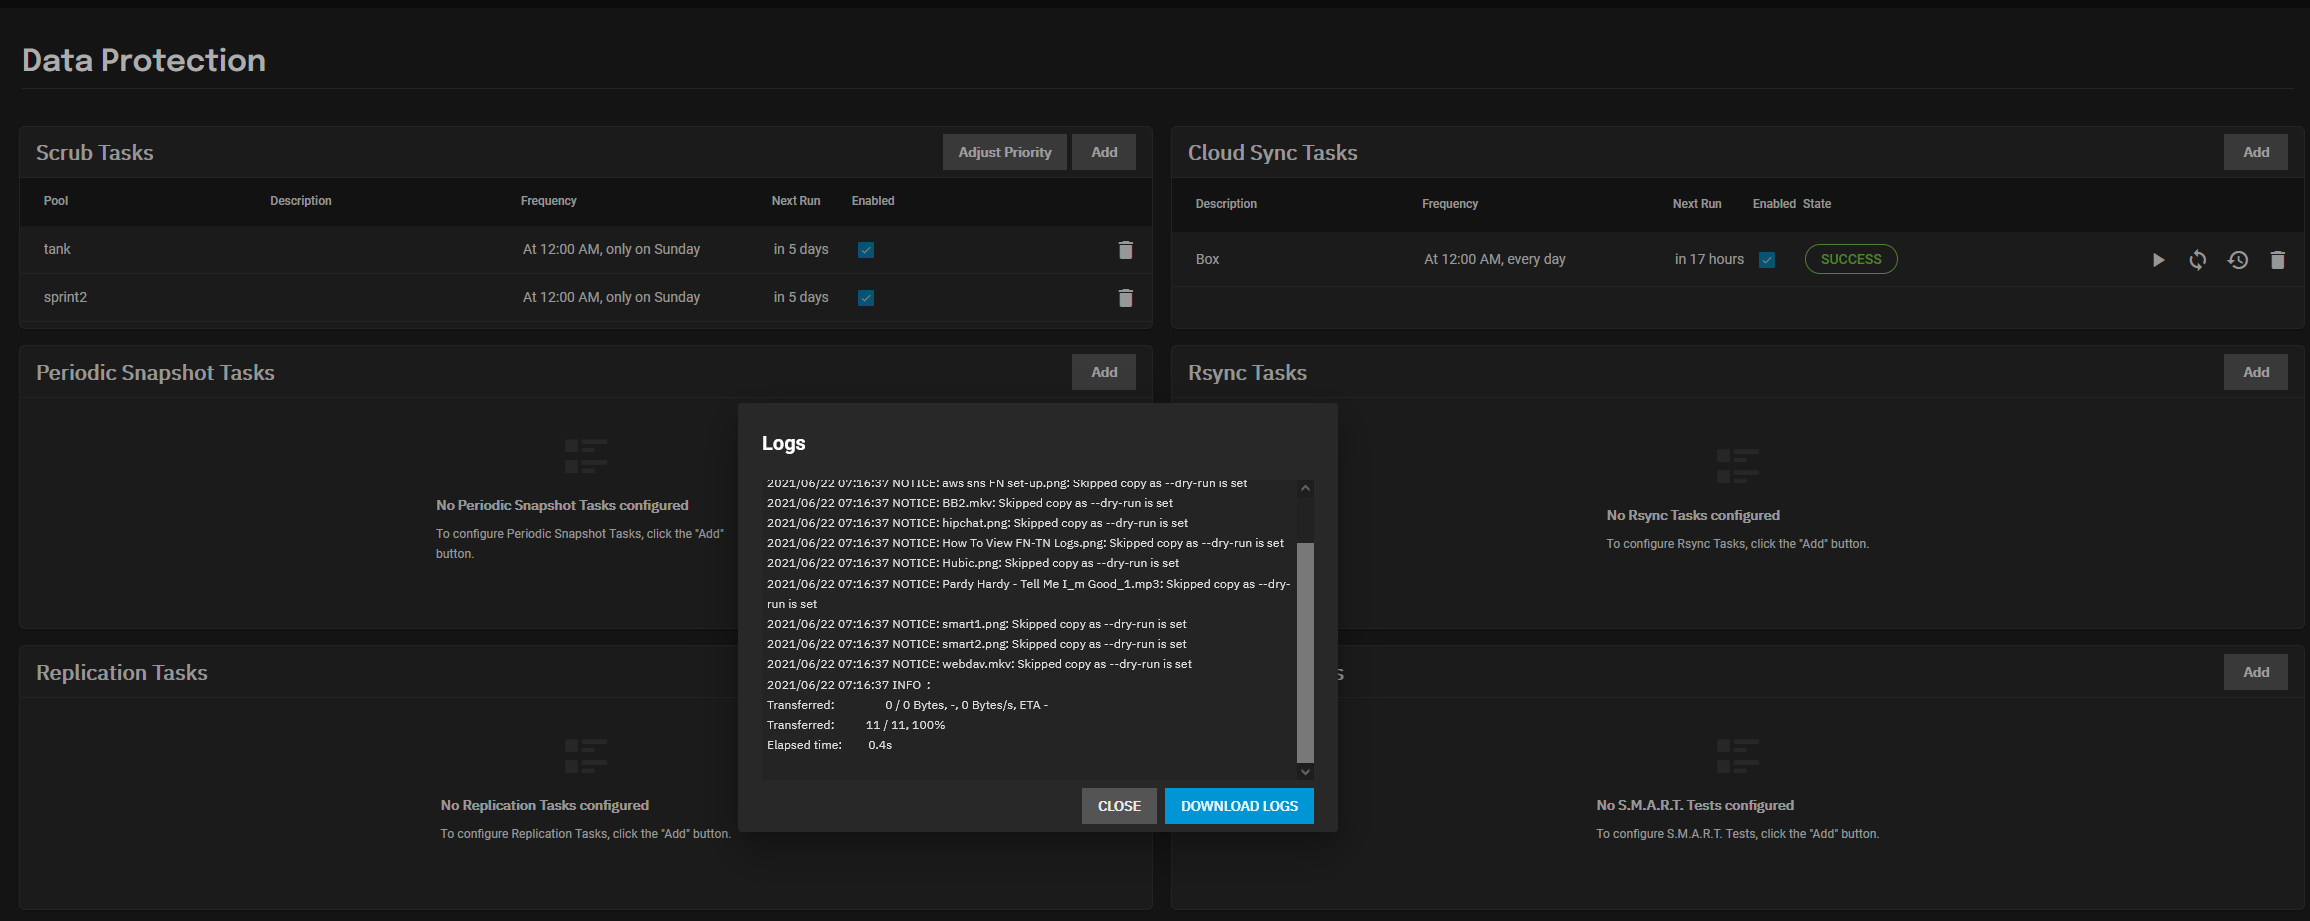 Data Protection
Scrub Tasks
Adjust Priority
Add
Pool Description Frequency Next Run Enabled
tank At 12:00 AM, only on Sunday in 5 days
sprint2 At 12:00 AM, only on Sunday in 5 days
Cloud Sync Tasks
Add
Description Frequency Next Run Enabled State
Box At 12:00 AM, every day in 17 hours SUCCESS
Periodic Snapshot Tasks
Add
No Periodic Snapshot Tasks configured
To configure Periodic Snapshot Tasks, click the "Add"
button.
Rsync Tasks
Add
No Rsync Tasks configured
To configure Rsync Tasks, click the "Add" button.
Logs
2021/06/22 07:16:37 NOTICE: aws sns FN set-up.png: Skipped copy as --dry-run is set
2021/06/22 07:16:37 NOTICE: BB2.mkv: Skipped copy as --dry-run is set
2021/06/22 07:16:37 NOTICE: hipchat.png: Skipped copy as --dry-run is set
2021/06/22 07:16:37 NOTICE: How To View FN-TN Logs.png: Skipped copy as --dry-run is set
2021/06/22 07:16:37 NOTICE: Hubic.png: Skipped copy as --dry-run is set
2021/06/22 07:16:37 NOTICE: Pardy Hardy - Tell Me I_m Good_1.mp3: Skipped copy as --dry-
run is set
2021/06/22 07:16:37 NOTICE: smart1.png: Skipped copy as --dry-run is set
2021/06/22 07:16:37 NOTICE: smart2.png: Skipped copy as --dry-run is set
2021/06/22 07:16:37 NOTICE: webdav.mkv: Skipped copy as --dry-run is set
2021/06/22 07:16:37 INFO :
Transferred: 0 / 0 Bytes, -, 0 Bytes/s, ETA -
Transferred: 11 / 11, 100%
Elapsed time: 0.4s
CLOSE
DOWNLOAD LOGS
Replication Tasks
No Replication Tasks configured
To configure Replication Tasks, click the "Add" button.
s
Add
No S.M.A.R.T. Tests configured
To configure S.M.A.R.T. Tests, click the "Add" button.